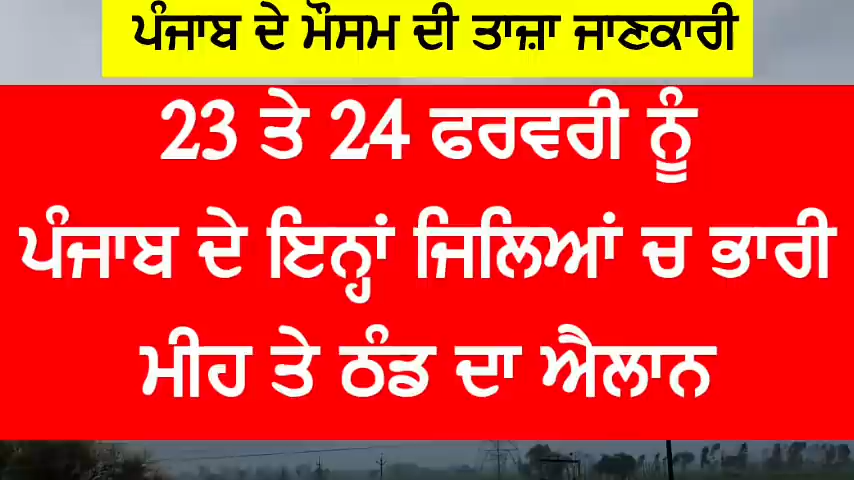 ਪੰਜਾਬ ਦੇ ਮੌਸਮ ਦੀ ਤਾਜ਼ਾ ਜਾਣਕਾਰੀ
23 ਤੇ 24 ਫਰਵਰੀ ਨੂੰ
ਪੰਜਾਬ ਦੇ ਇਨ੍ਹਾਂ ਜਿਲਿਆਂ ਚ ਭਾਰੀ
ਮੀਹ ਤੇ ਠੰਡ ਦਾ ਐਲਾਨ